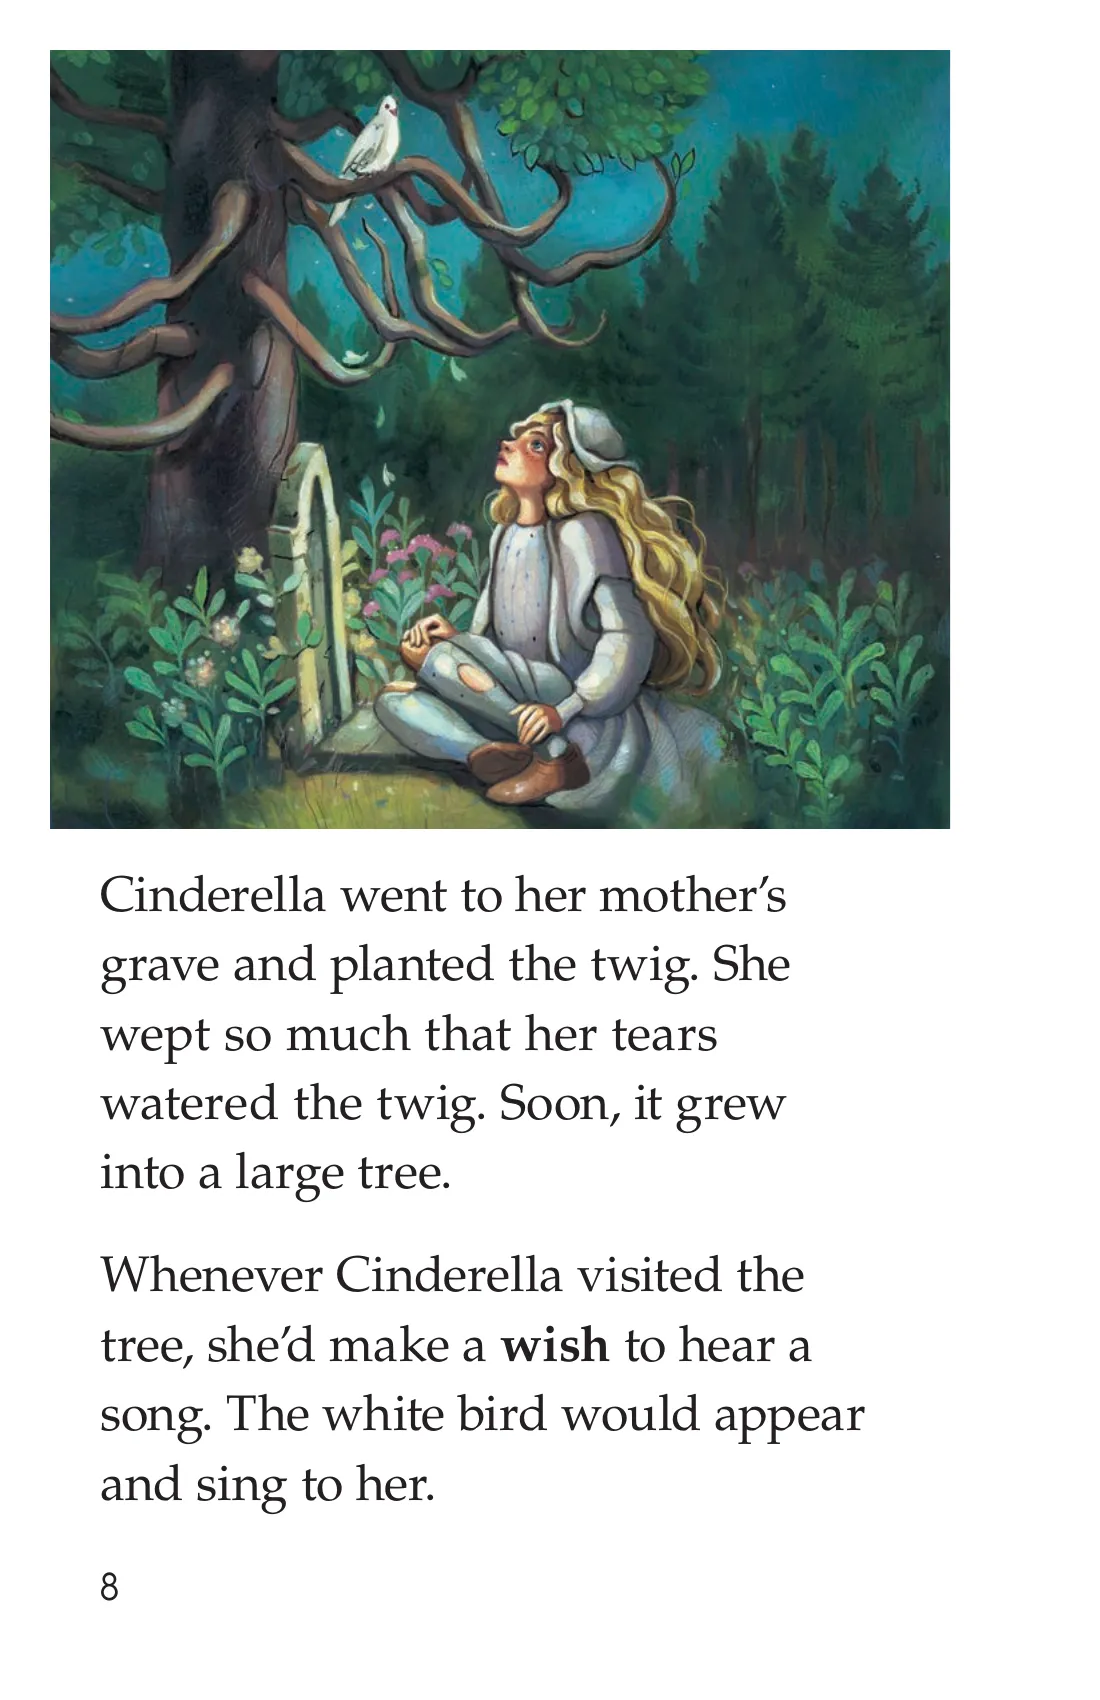 Cinderella went to her mother’s
grave and planted the twig. She
wept so much that her tears
watered the twig. Soon, it grew
into a large tree.
Whenever Cinderella visited the
tree, she’d make a wish to hear a
song. The white bird would appear
and sing to her.
8